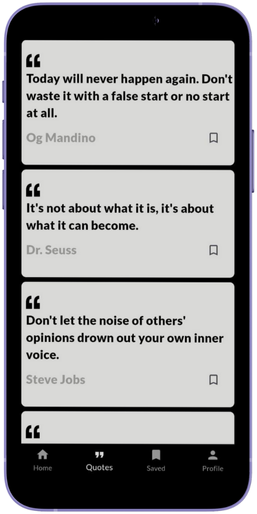 “
Today will never happen again. Don't
waste it with a false start or no start
at all.
Og Mandino
“
It's not about what it is, it's about
what it can become.
Dr. Seuss
“
Don't let the noise of others'
opinions drown out your own inner
voice.
Steve Jobs
“
Home Quotes Saved Profile